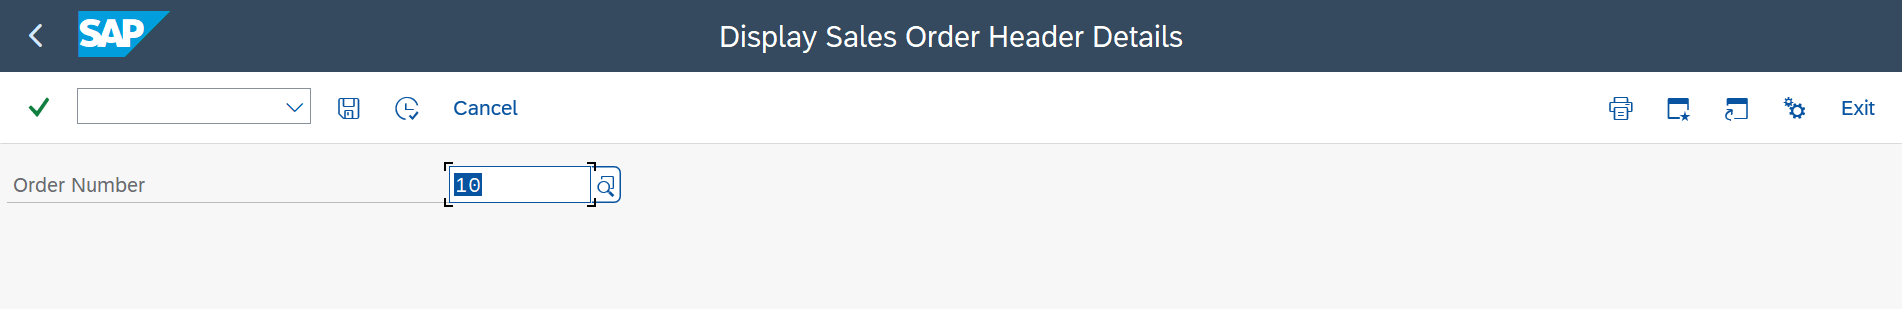 SAP
Display Sales Order Header Details
Cancel
Exit
Order Number
10